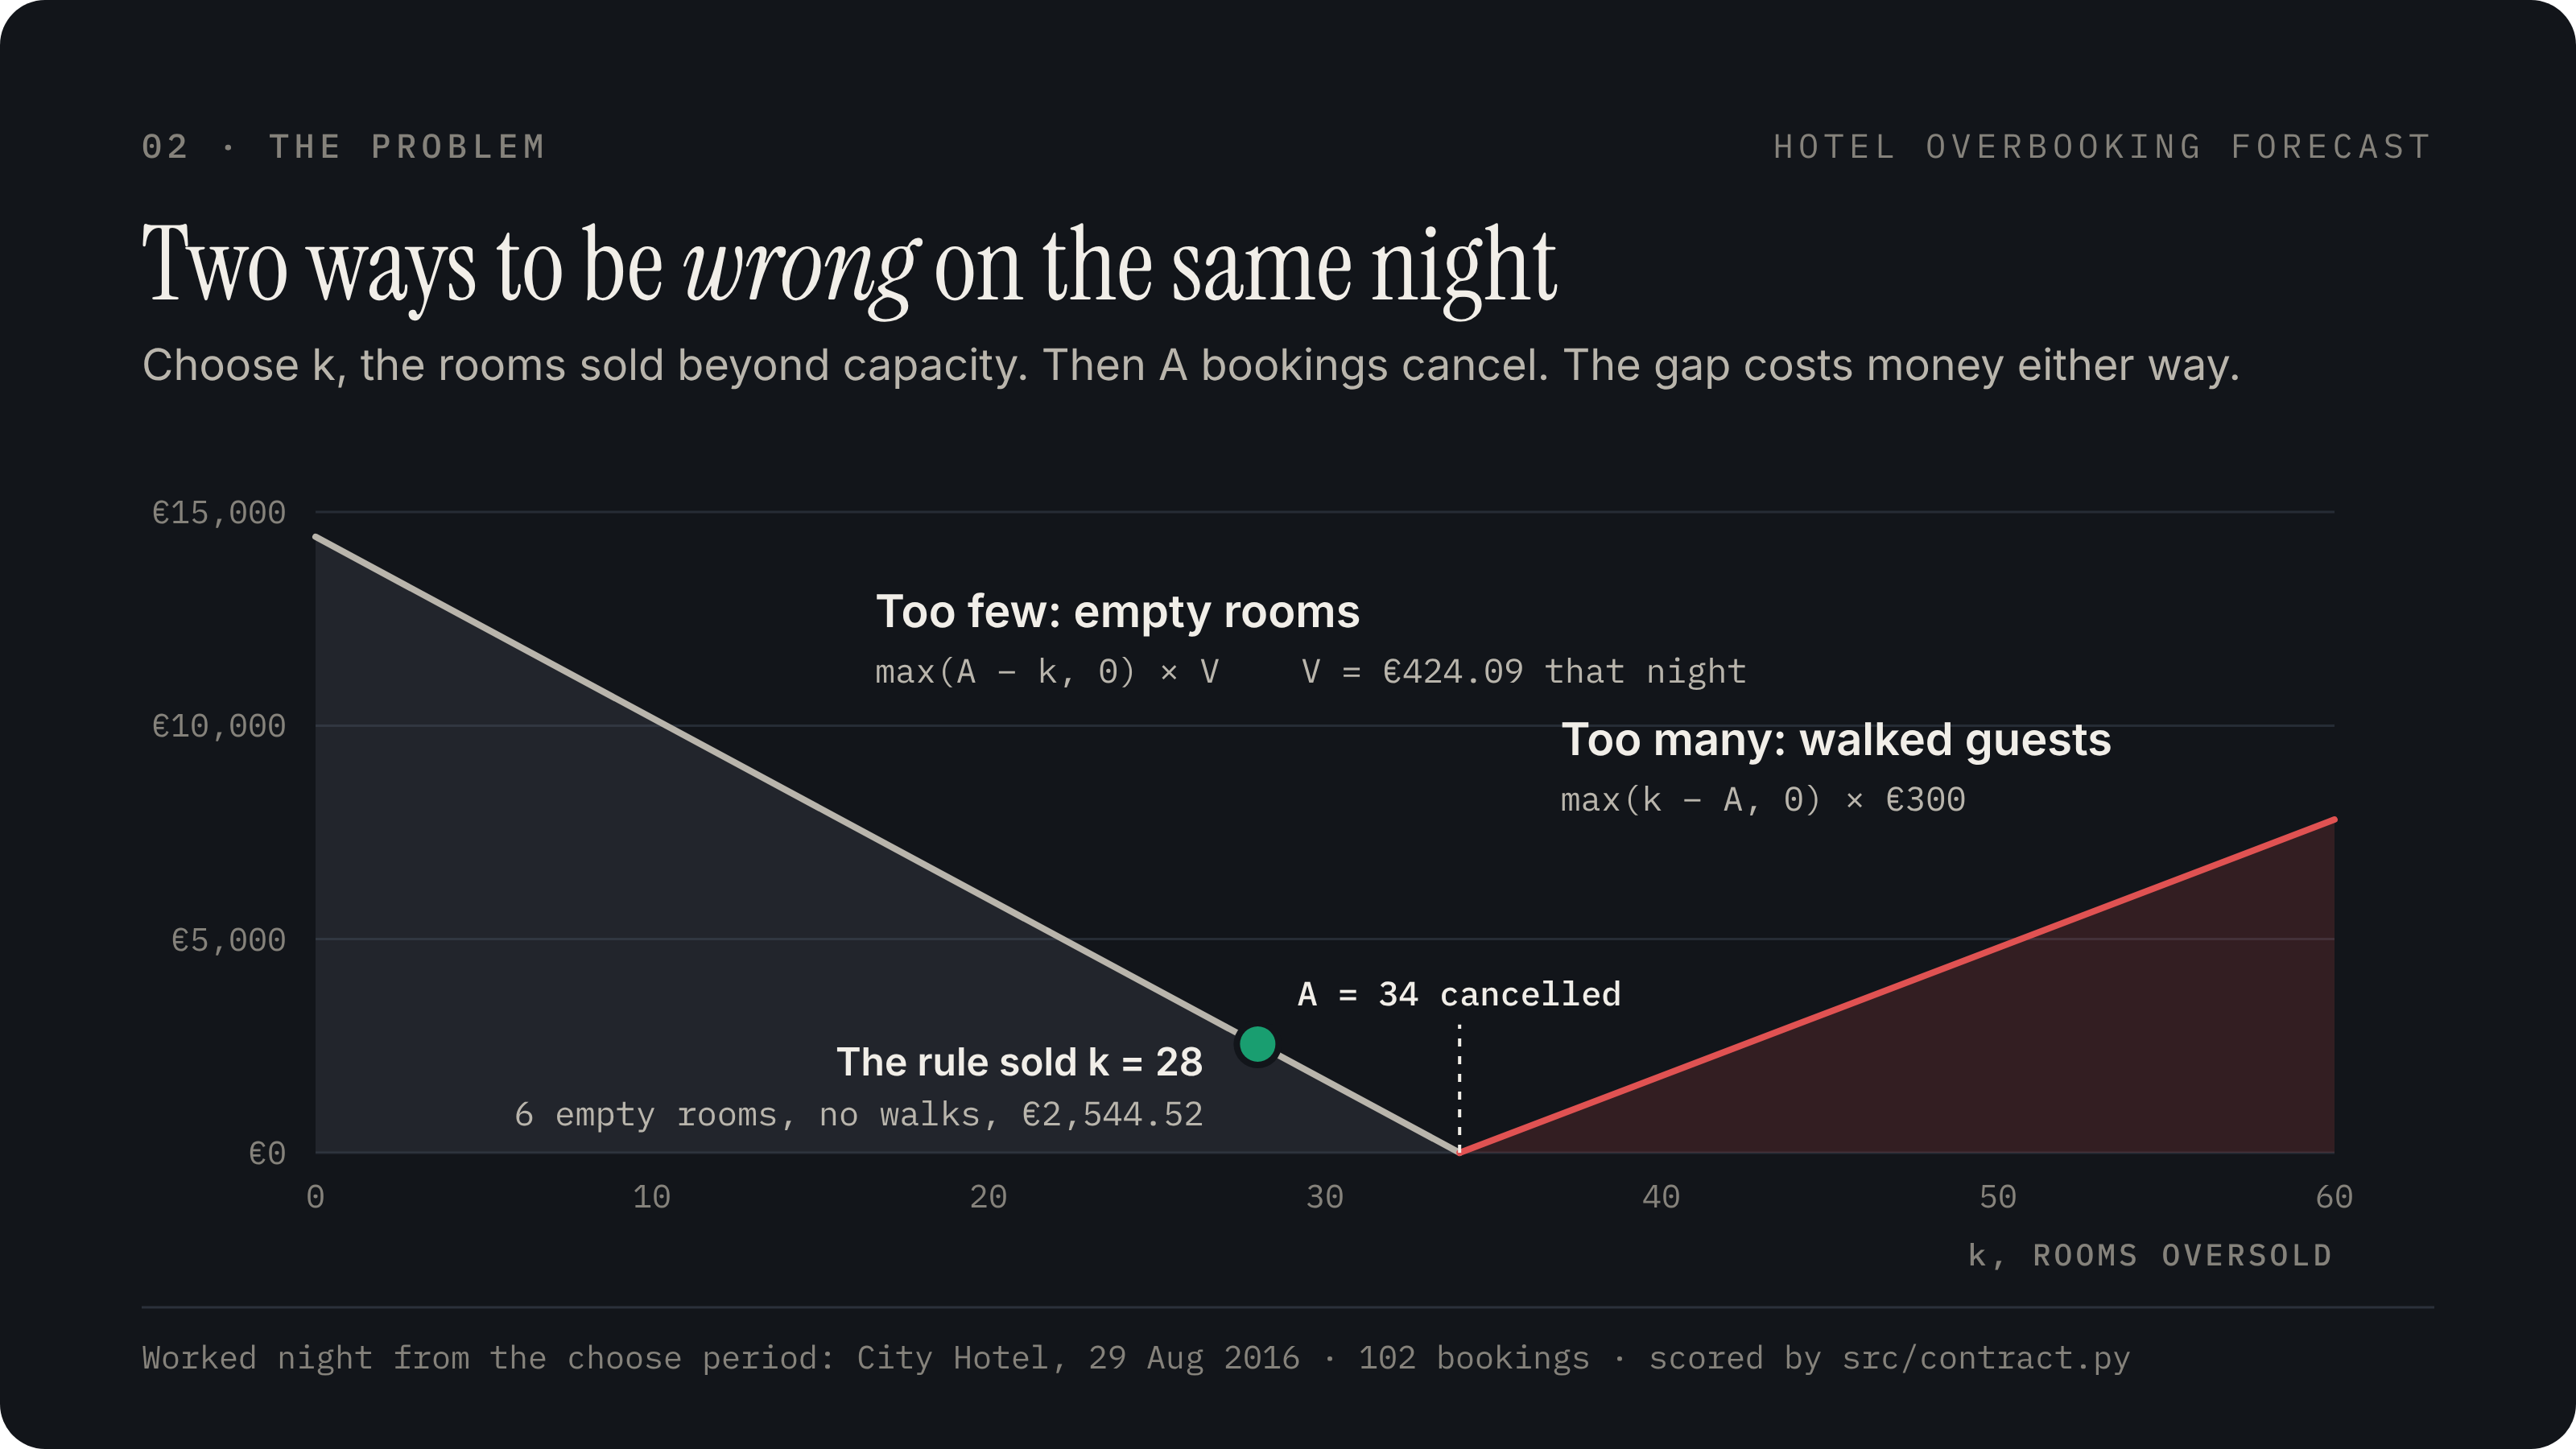 02 · THE PROBLEM
HOTEL OVERBOOKING FORECAST
Two ways to be wrong on the same night
Choose k, the rooms sold beyond capacity. Then A bookings cancel. The gap costs money either way.
€15,000
Too few: empty rooms
max(A − k, 0) × V    V = €424.09 that night
€10,000
Too many: walked guests
max(k − A, 0) × €300
€5,000
A = 34 cancelled
The rule sold k = 28
6 empty rooms, no walks, €2,544.52
€0
0 10 20 30 40 50 60
k, ROOMS OVERSOLD
Worked night from the choose period: City Hotel, 29 Aug 2016 · 102 bookings · scored by src/contract.py